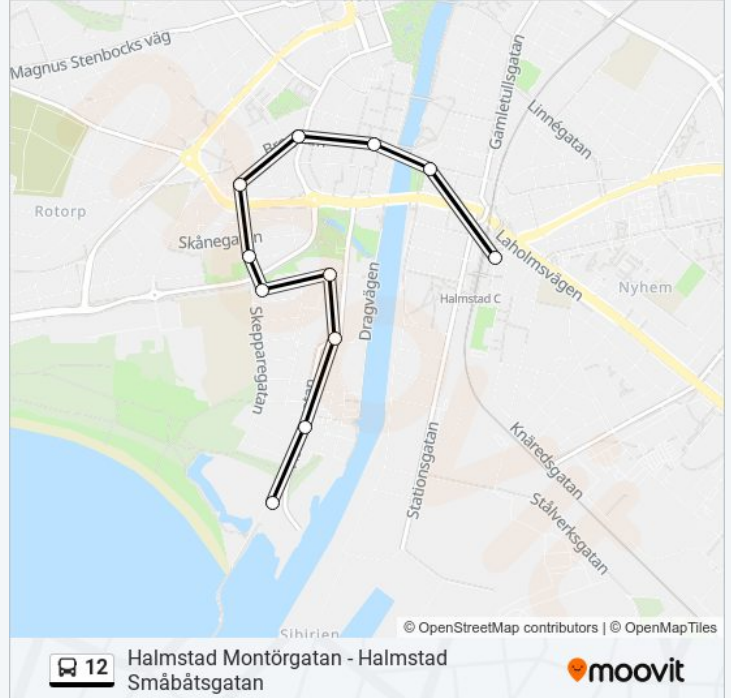 Magnus Stenbocks väg
Gamletullsgatan
Linnégatan
Rotorp
Skånegatan
Laholmsvägen
Nyhem
Dragvägen
Halmstad C
Skepparegatan
Knäredsgatan
Stationsgatan
Stålverksgatan
© OpenStreetMap contributors | © OpenMapTiles
Sibirien
12
Halmstad Montörgatan - Halmstad
Småbåtsgatan
moovit